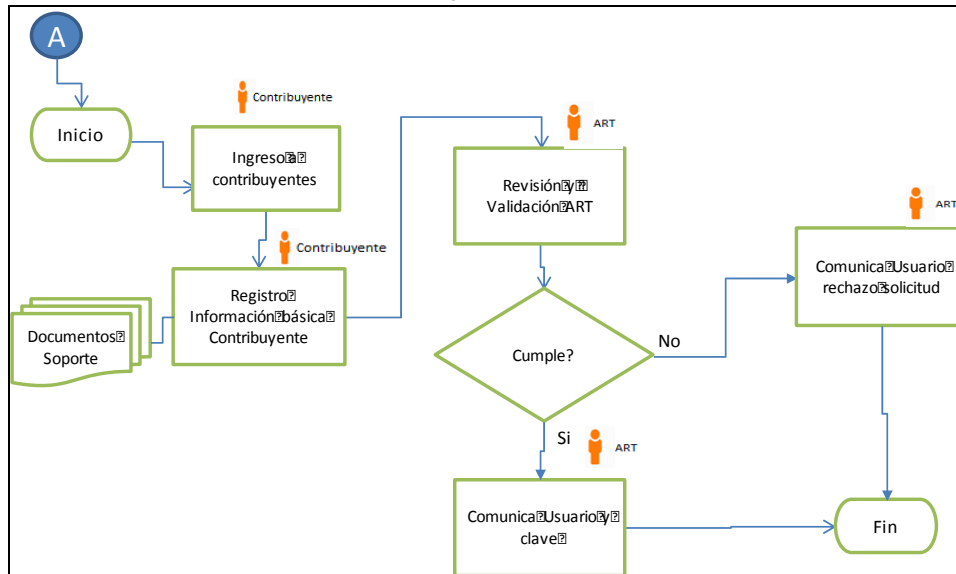 A
Inicio
Contribuyente
Ingreso a
contribuyentes
Contribuyente
Registro
Información básica
Contribuyente
Documentos
Soporte
ART
Revisión y
Validación ART
Cumple?
No
ART
Comunica Usuario
rechazo solicitud
Si
ART
Comunica Usuario y
clave
Fin